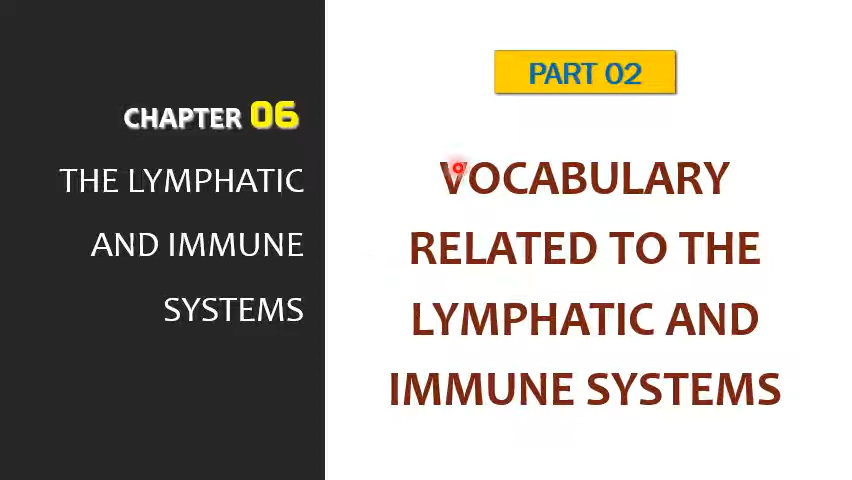 CHAPTER 06
THE LYMPHATIC
AND IMMUNE
SYSTEMS
PART 02
VOCABULARY
RELATED TO THE
LYMPHATIC AND
IMMUNE SYSTEMS